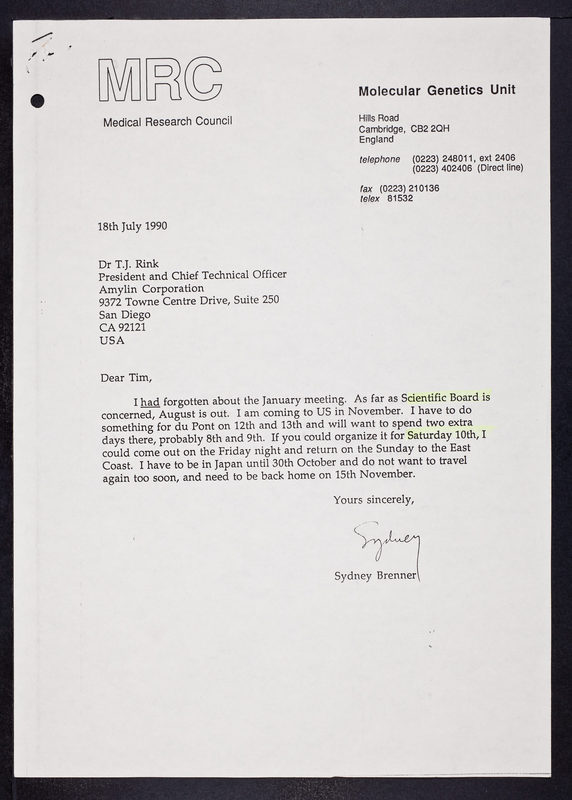 MRC
Medical Research Council
Molecular Genetics Unit
Hills Road
Cambridge, CB2 2QH
England
telephone (0223) 248011, ext 2406
(0223) 402406 (Direct line)
fax (0223) 210136
telex 81532
18th July 1990
Dr T.J. Rink
President and Chief Technical Officer
Amylin Corporation
9372 Towne Centre Drive, Suite 250
San Diego
CA 92121
USA
Dear Tim,
I had forgotten about the January meeting. As far as Scientific Board is
concerned, August is out. I am coming to US in November. I have to do
something for du Pont on 12th and 13th and will want to spend two extra
days there, probably 8th and 9th. If you could organize it for Saturday 10th, I
could come out on the Friday night and return on the Sunday to the East
Coast. I have to be in Japan until 30th October and do not want to travel
again too soon, and need to be back home on 15th November.
Yours sincerely,
Sydney
Sydney Brenner